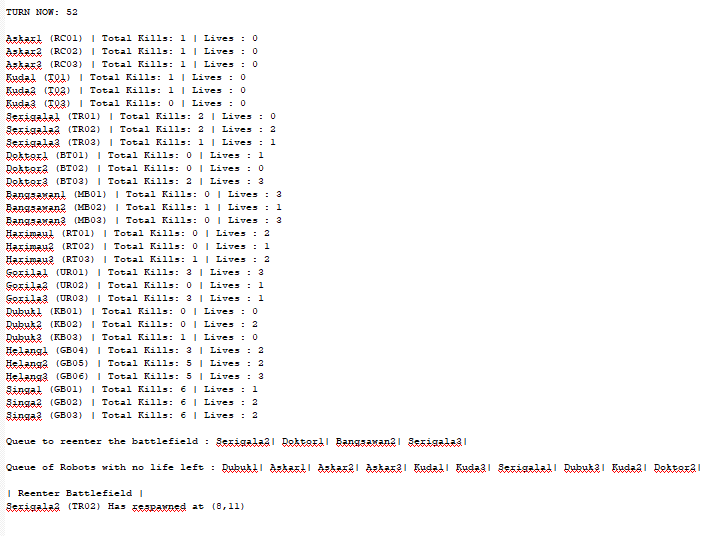 TURN NOW: 52
Askar1 (RC01) | Total Kills: 1 | Lives : 0
Askar2 (RC02) | Total Kills: 1 | Lives : 0
Askar3 (RC03) | Total Kills: 1 | Lives : 0
Kuda1 (T01) | Total Kills: 1 | Lives : 0
Kuda2 (T02) | Total Kills: 1 | Lives : 0
Kuda3 (T03) | Total Kills: 0 | Lives : 0
Serigala1 (TR01) | Total Kills: 2 | Lives : 0
Serigala2 (TR02) | Total Kills: 2 | Lives : 2
Serigala3 (TR03) | Total Kills: 1 | Lives : 1
Doktor1 (BT01) | Total Kills: 0 | Lives : 1
Doktor2 (BT02) | Total Kills: 0 | Lives : 0
Doktor3 (BT03) | Total Kills: 2 | Lives : 3
Bangsawan1 (MB01) | Total Kills: 0 | Lives : 3
Bangsawan2 (MB02) | Total Kills: 1 | Lives : 1
Bangsawan3 (MB03) | Total Kills: 0 | Lives : 3
Harimau1 (RT01) | Total Kills: 0 | Lives : 2
Harimau2 (RT02) | Total Kills: 0 | Lives : 1
Harimau3 (RT03) | Total Kills: 1 | Lives : 2
Gorila1 (UR01) | Total Kills: 3 | Lives : 3
Gorila2 (UR02) | Total Kills: 0 | Lives : 1
Gorila3 (UR03) | Total Kills: 3 | Lives : 1
Dubuk1 (KB01) | Total Kills: 0 | Lives : 0
Dubuk2 (KB02) | Total Kills: 0 | Lives : 2
Dubuk3 (KB03) | Total Kills: 1 | Lives : 0
Helang1 (GB04) | Total Kills: 3 | Lives : 2
Helang2 (GB05) | Total Kills: 5 | Lives : 2
Helang3 (GB06) | Total Kills: 5 | Lives : 3
Singa1 (GB01) | Total Kills: 6 | Lives : 1
Singa2 (GB02) | Total Kills: 6 | Lives : 2
Singa3 (GB03) | Total Kills: 6 | Lives : 2
Queue to reenter the battlefield : Serigala2| Doktor1| Bangsawan2| Serigala3|
Queue of Robots with no life left : Dubuk1| Askar1| Askar2| Askar3| Kuda1| Kuda3| Serigala1| Dubuk3| Kuda2| Doktor2|
| Reenter Battlefield |
Serigala2 (TR02) Has respawned at (8,11)